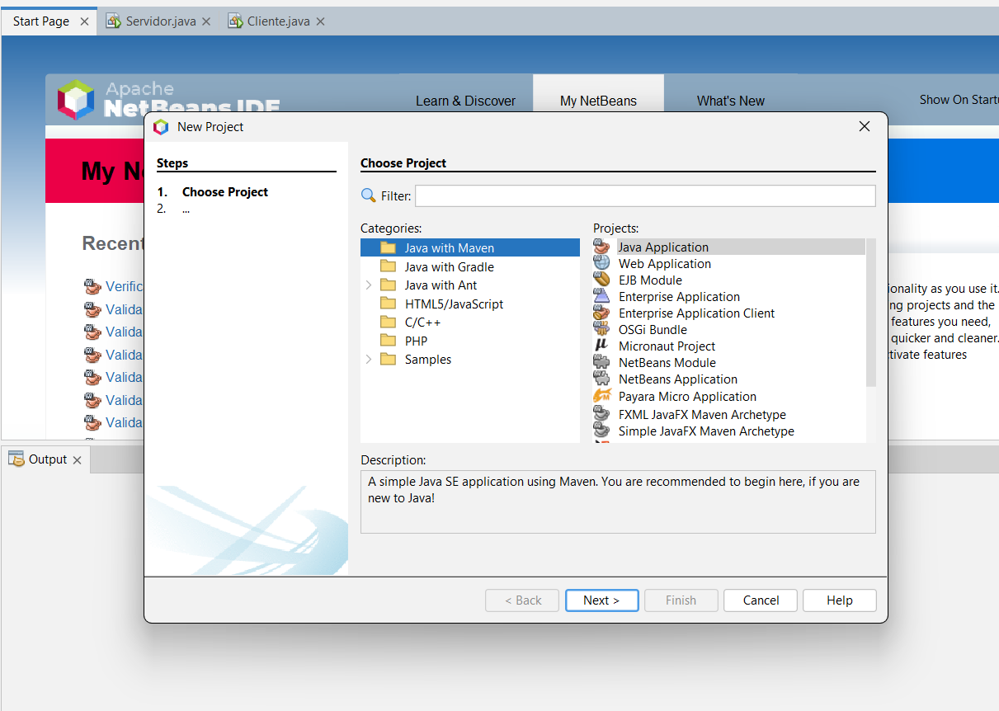 Start Page
Servidor.java
Cliente.java
Apache
NetBeans IDE
Learn & Discover
My NetBeans
What's New
Show On
New Project
My
Recent
Steps
1. Choose Project
2. ...
Choose Project
Filter:
Categories:
Java with Maven
Java with Gradle
Java with Ant
HTML5/JavaScript
C/C++
PHP
Samples
Projects:
Java Application
Web Application
EJB Module
Enterprise Application
Enterprise Application Client
OSGi Bundle
Micronaut Project
NetBeans Module
NetBeans Application
Payara Micro Application
FXML JavaFX Maven Archetype
Simple JavaFX Maven Archetype
Description:
A simple Java SE application using Maven. You are recommended to begin here, if you are
new to Java!
< Back
Next >
Finish
Cancel
Help
Verific
Valida
Valida
Valida
Valida
Valida
Valida
ionality as you use it.
ng projects and the
features you need,
quicker and cleaner.
tivate features
Output